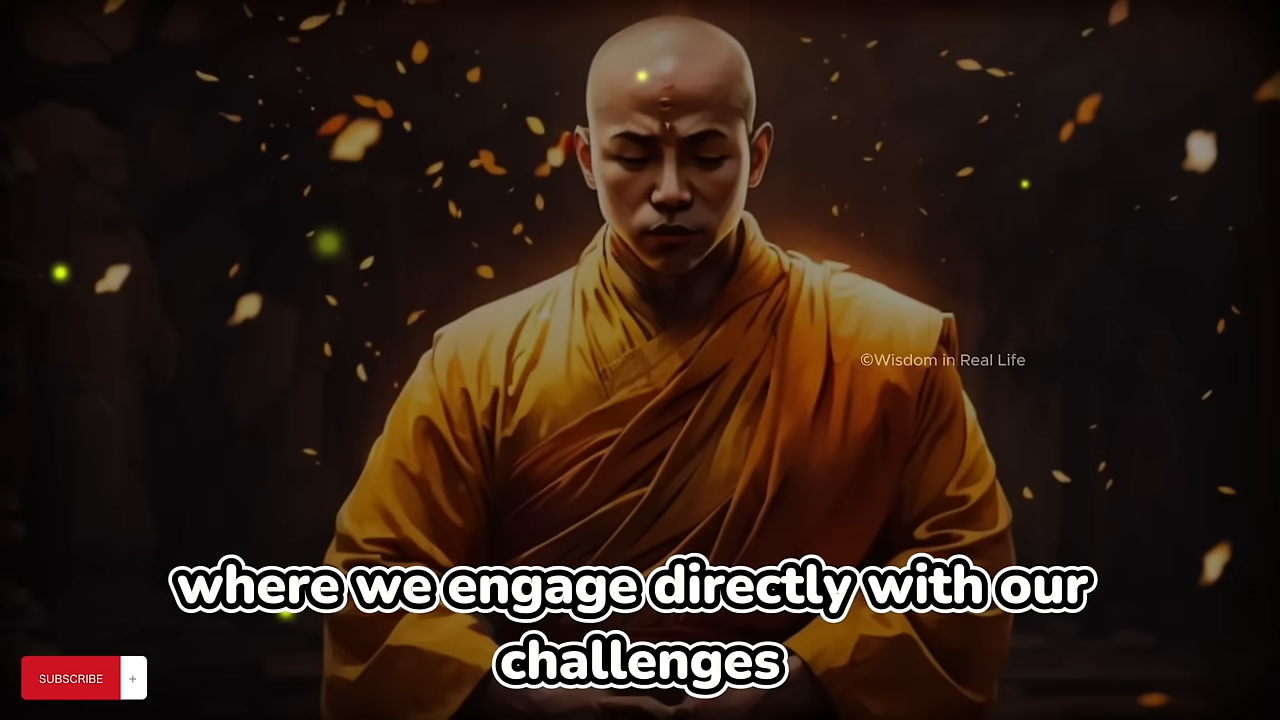 ©Wisdom in Real Life
where we engage directly with our
challenges
SUBSCRIBE +